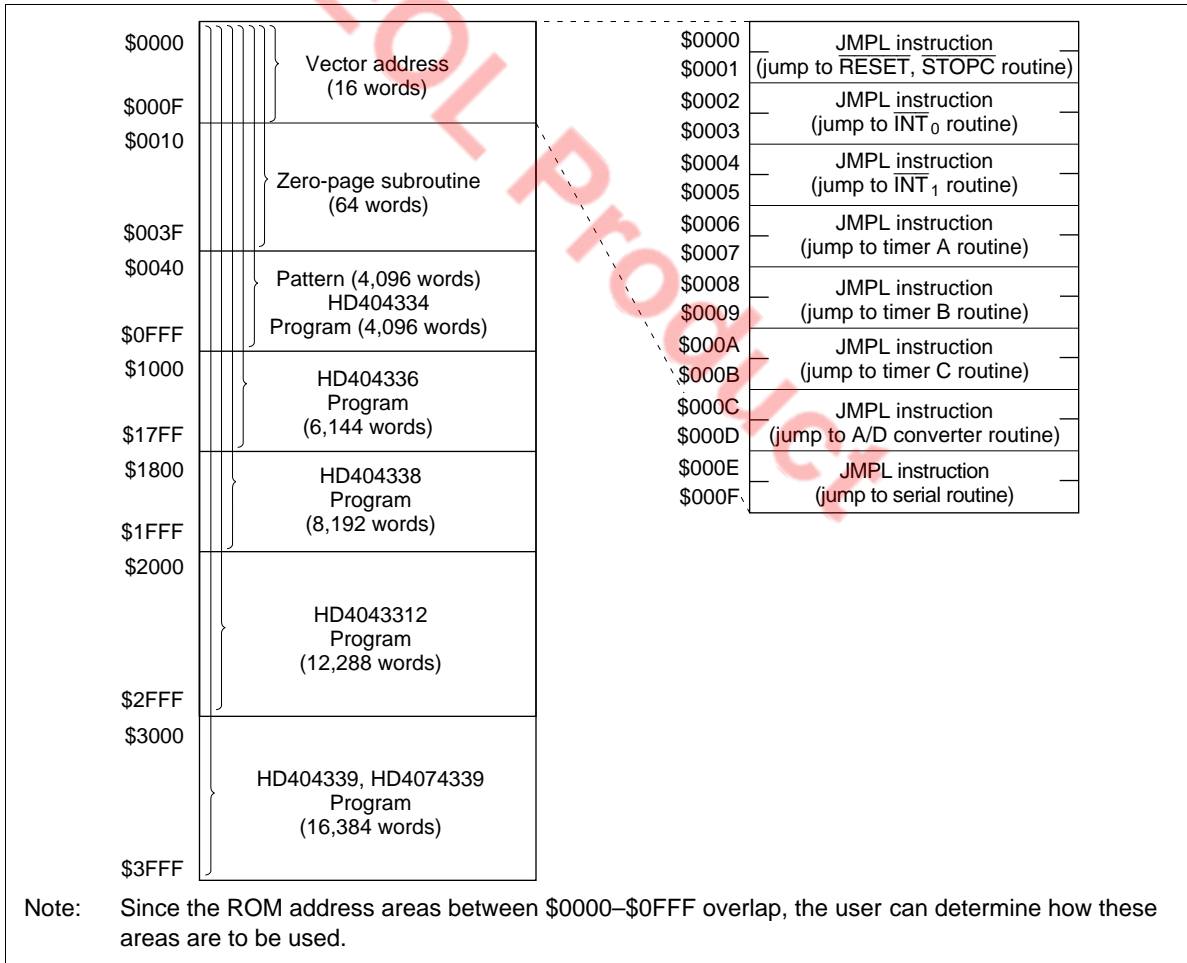 $0000
Vector address
(16 words)
$000F
$0010
Zero-page subroutine
(64 words)
$003F
$0040
Pattern (4,096 words)
HD404334
Program (4,096 words)
$0FFF
$1000
HD404336
Program
(6,144 words)
$17FF
$1800
HD404338
Program
(8,192 words)
$1FFF
$2000
HD4043312
Program
(12,288 words)
$2FFF
$3000
HD404339, HD4074339
Program
(16,384 words)
$3FFF
$0000
JMPL instruction
$0001
(jump to RESET, STOPC routine)
$0002
JMPL instruction
$0003
(jump to INT0 routine)
$0004
JMPL instruction
$0005
(jump to INT1 routine)
$0006
JMPL instruction
$0007
(jump to timer A routine)
$0008
JMPL instruction
$0009
(jump to timer B routine)
$000A
JMPL instruction
$000B
(jump to timer C routine)
$000C
JMPL instruction
$000D
(jump to A/D converter routine)
$000E
JMPL instruction
$000F
(jump to serial routine)
OL Product
Note: Since the ROM address areas between $0000–$0FFF overlap, the user can determine how these
areas are to be used.